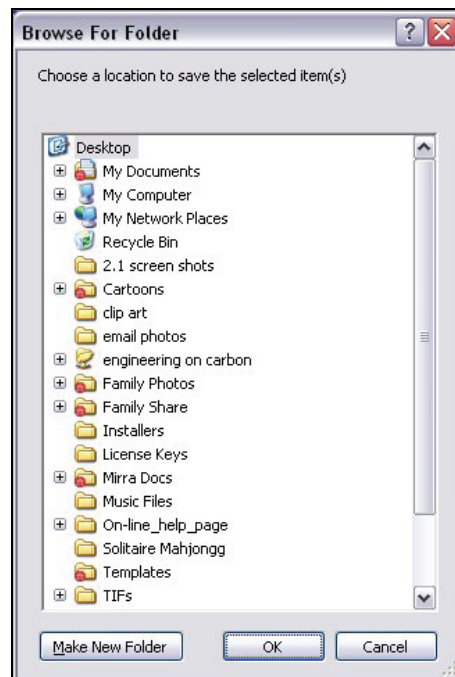 Browse For Folder
Choose a location to save the selected item(s)
Desktop
My Documents
My Computer
My Network Places
Recycle Bin
2.1 screen shots
Cartoons
clip art
email photos
engineering on carbon
Family Photos
Family Share
Installers
License Keys
Mirra Docs
Music Files
On-line_help_page
Solitaire Mahjongg
Templates
TIFs
Make New Folder OK Cancel